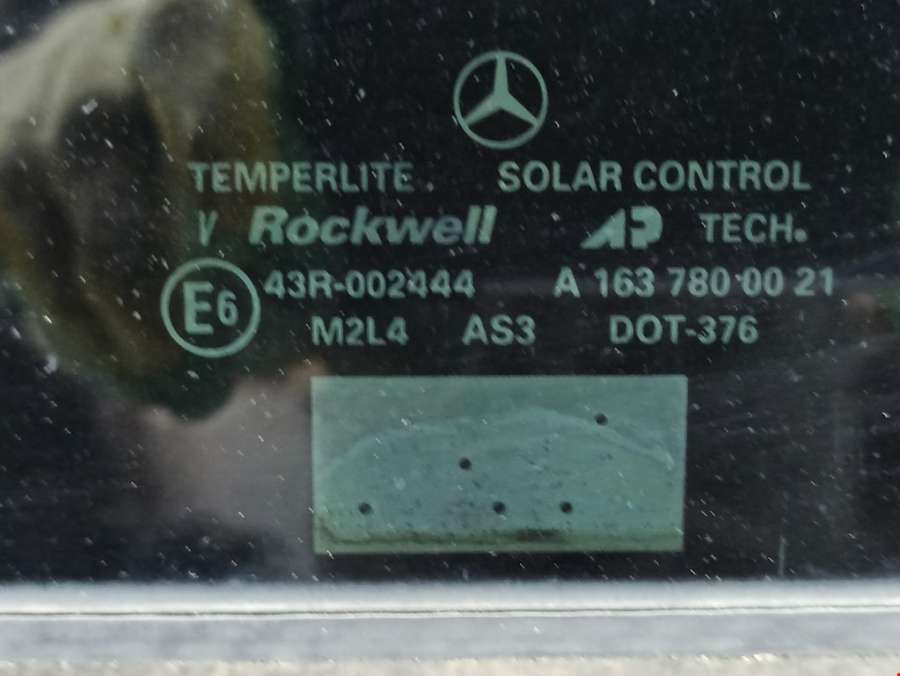 TEMPERLITE. SOLAR CONTROL
V Rockwell AP TECH.
E6 43R-002444 A 163 780 00 21
M2L4 AS3 DOT-376